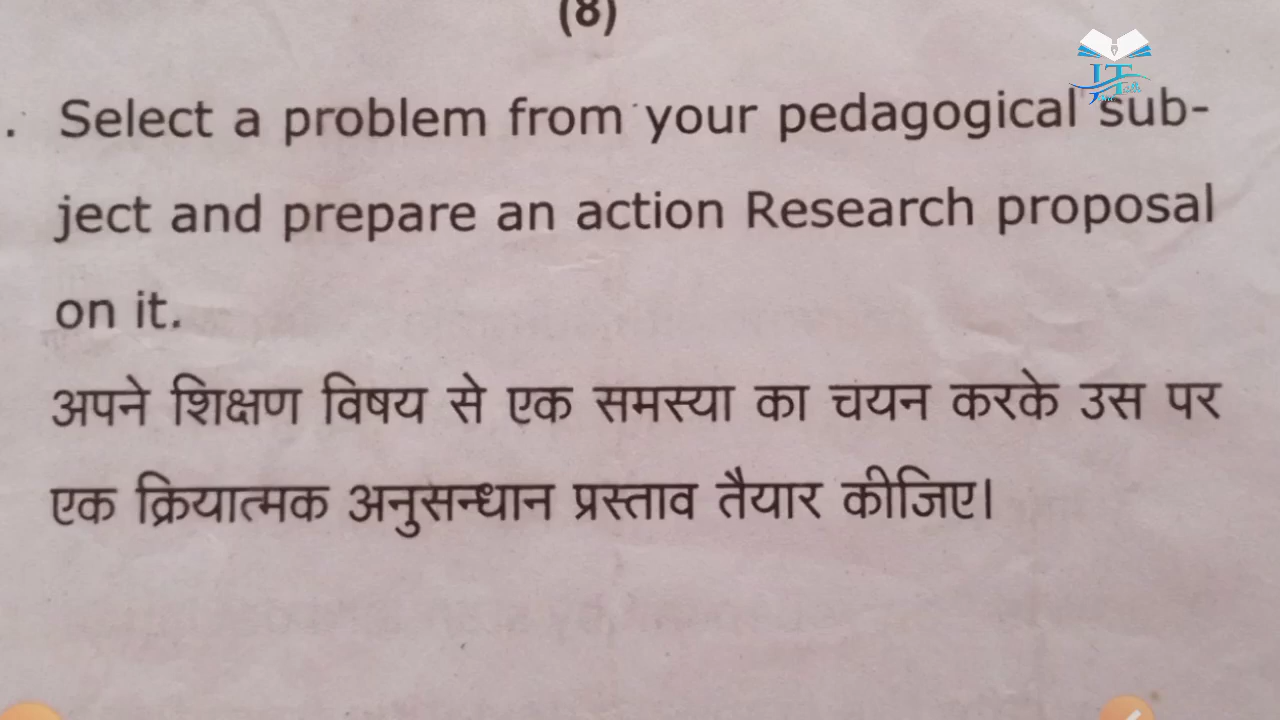 (8)
. Select a problem from your pedagogical sub-
ject and prepare an action Research proposal
on it.
अपने शिक्षण विषय से एक समस्या का चयन करके उस पर
एक क्रियात्मक अनुसन्धान प्रस्ताव तैयार कीजिए।